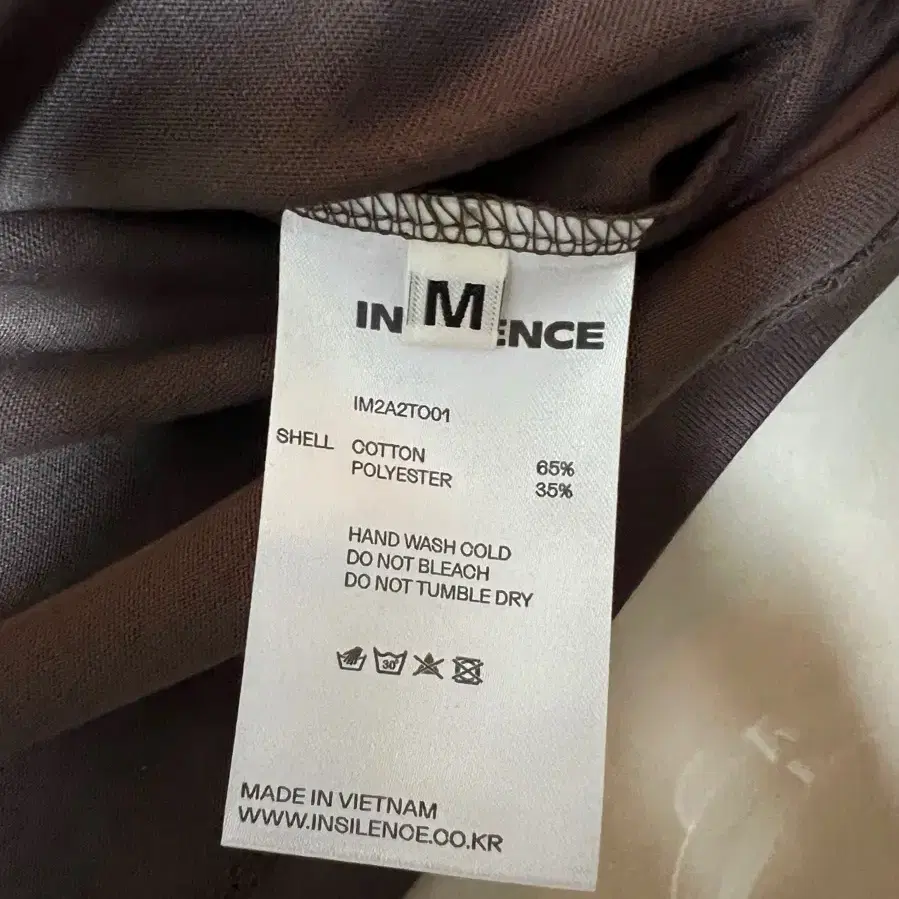 M
IN ENCE
IM2A2TO01
SHELL COTTON 65%
POLYESTER 35%
HAND WASH COLD
DO NOT BLEACH
DO NOT TUMBLE DRY
30
MADE IN VIETNAM
WWW.INSILENCE.CO.KR